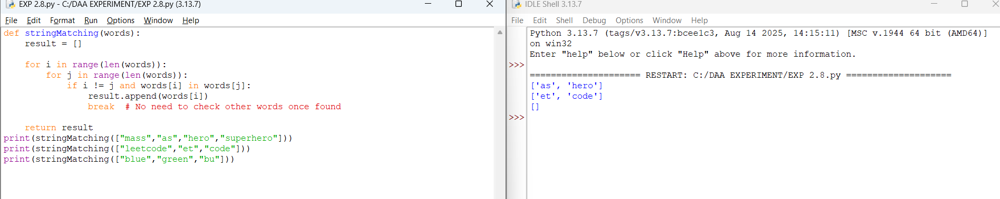 EXP 2.8.py - C:/DAA EXPERIMENT/EXP 2.8.py (3.13.7)
File Edit Format Run Options Window Help
def stringMatching(words):
    result = []

    for i in range(len(words)):
        for j in range(len(words)):
            if i != j and words[i] in words[j]:
                result.append(words[i])
                break  # No need to check other words once found

    return result
print(stringMatching(["mass","as","hero","superhero"]))
print(stringMatching(["leetcode","et","code"]))
print(stringMatching(["blue","green","bu"]))
IDLE Shell 3.13.7
File Edit Shell Debug Options Window Help
Python 3.13.7 (tags/v3.13.7:bcee1c3, Aug 14 2025, 14:15:11) [MSC v.1944 64 bit (AMD64)]
on win32
Enter "help" below or click "Help" above for more information.
>>>
===================== RESTART: C:/DAA EXPERIMENT/EXP 2.8.py ====================
['as', 'hero']
['et', 'code']
[]
>>>